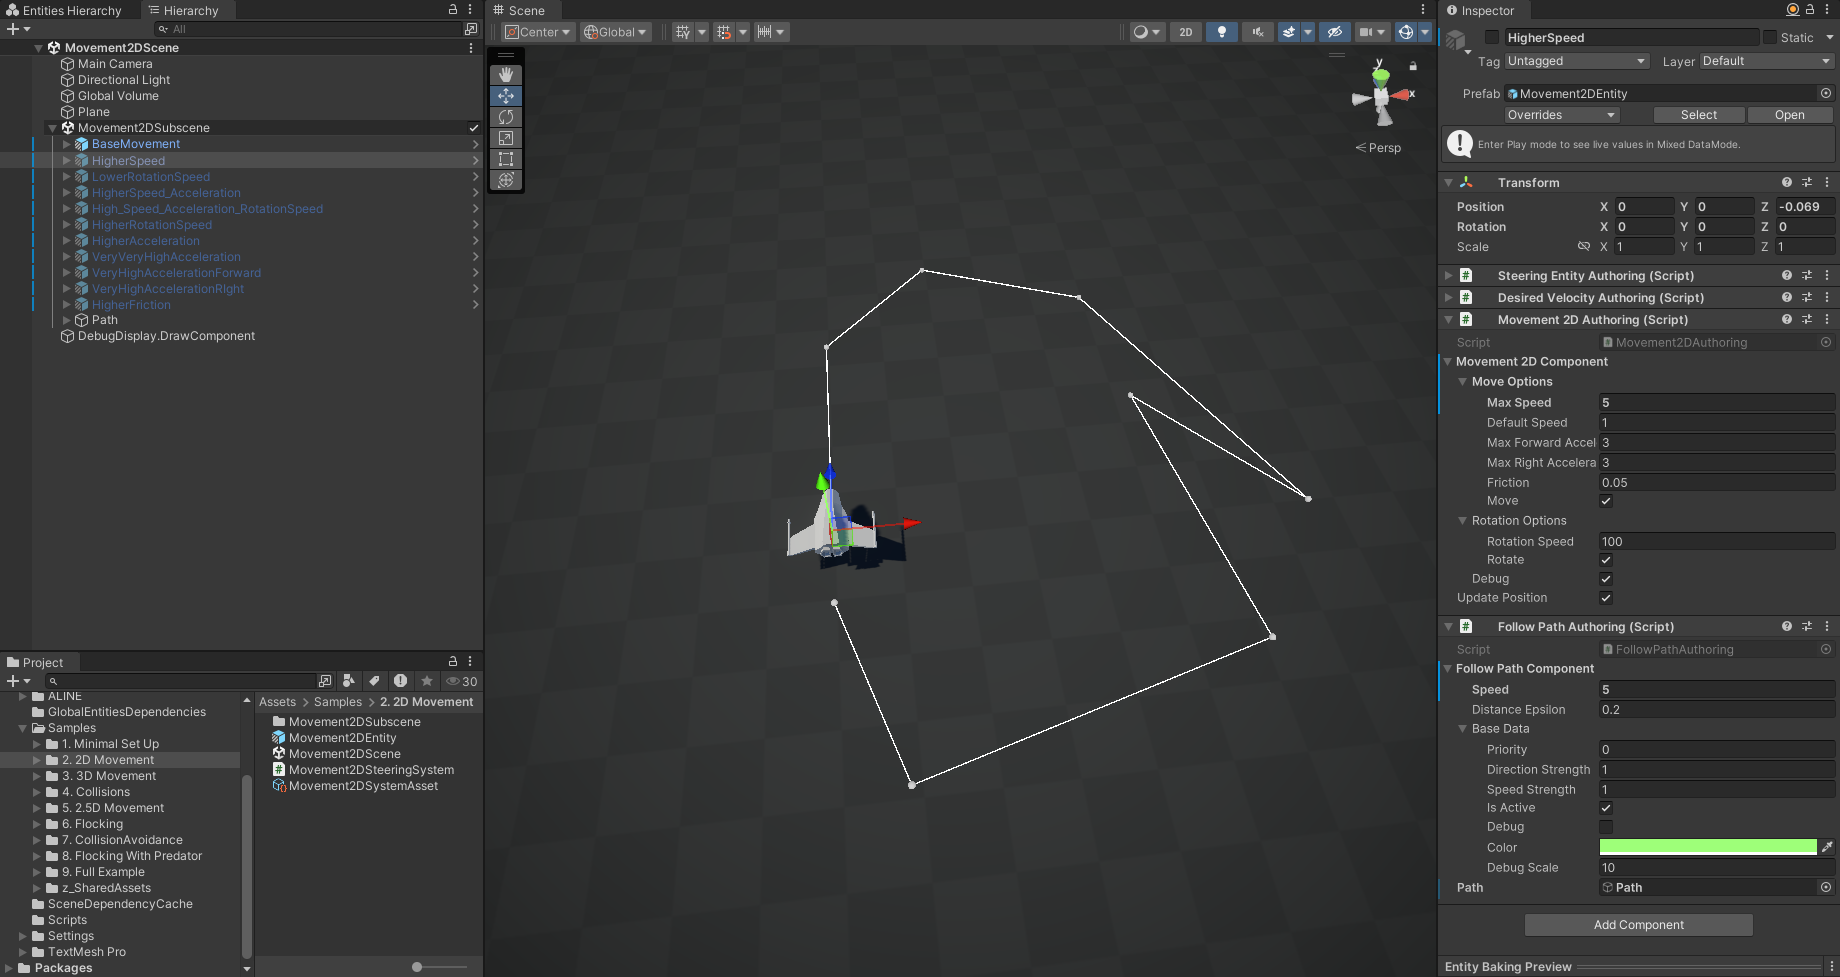 Entities Hierarchy
Hierarchy
All
Movement2DScene
Main Camera
Directional Light
Global Volume
Plane
Movement2DSubscene
BaseMovement
HigherSpeed
LowerRotationSpeed
HigherSpeed_Acceleration
High_Speed_Acceleration_RotationSpeed
HigherRotationSpeed
HigherAcceleration
VeryVeryHighAcceleration
VeryHighAccelerationForward
VeryHighAccelerationRIght
HigherFriction
Path
DebugDisplay.DrawComponent
Project
30
ALINE
GlobalEntitiesDependencies
Samples
1. Minimal Set Up
2. 2D Movement
3. 3D Movement
4. Collisions
5. 2.5D Movement
6. Flocking
7. CollisionAvoidance
8. Flocking With Predator
9. Full Example
z_SharedAssets
SceneDependencyCache
Scripts
Settings
TextMesh Pro
Packages
Assets > Samples > 2. 2D Movement
Movement2DSubscene
Movement2DEntity
Movement2DScene
Movement2DSteeringSystem
Movement2DSystemAsset
Scene
Center
Global
2D
y
x
Persp
Inspector
HigherSpeed
Static
Tag Untagged
Layer Default
Prefab Movement2DEntity
Overrides
Select
Open
Enter Play mode to see live values in Mixed DataMode.
Transform
Position X 0 Y 0 Z -0.069
Rotation X 0 Y 0 Z 0
Scale X 1 Y 1 Z 1
Steering Entity Authoring (Script)
Desired Velocity Authoring (Script)
Movement 2D Authoring (Script)
Script Movement2DAuthoring
Movement 2D Component
Move Options
Max Speed 5
Default Speed 1
Max Forward Accel 3
Max Right Accelera 3
Friction 0.05
Move
Rotation Options
Rotation Speed 100
Rotate
Debug
Update Position
Follow Path Authoring (Script)
Script FollowPathAuthoring
Follow Path Component
Speed 5
Distance Epsilon 0.2
Base Data
Priority 0
Direction Strength 1
Speed Strength 1
Is Active
Debug
Color
Debug Scale 10
Path Path
Add Component
Entity Baking Preview